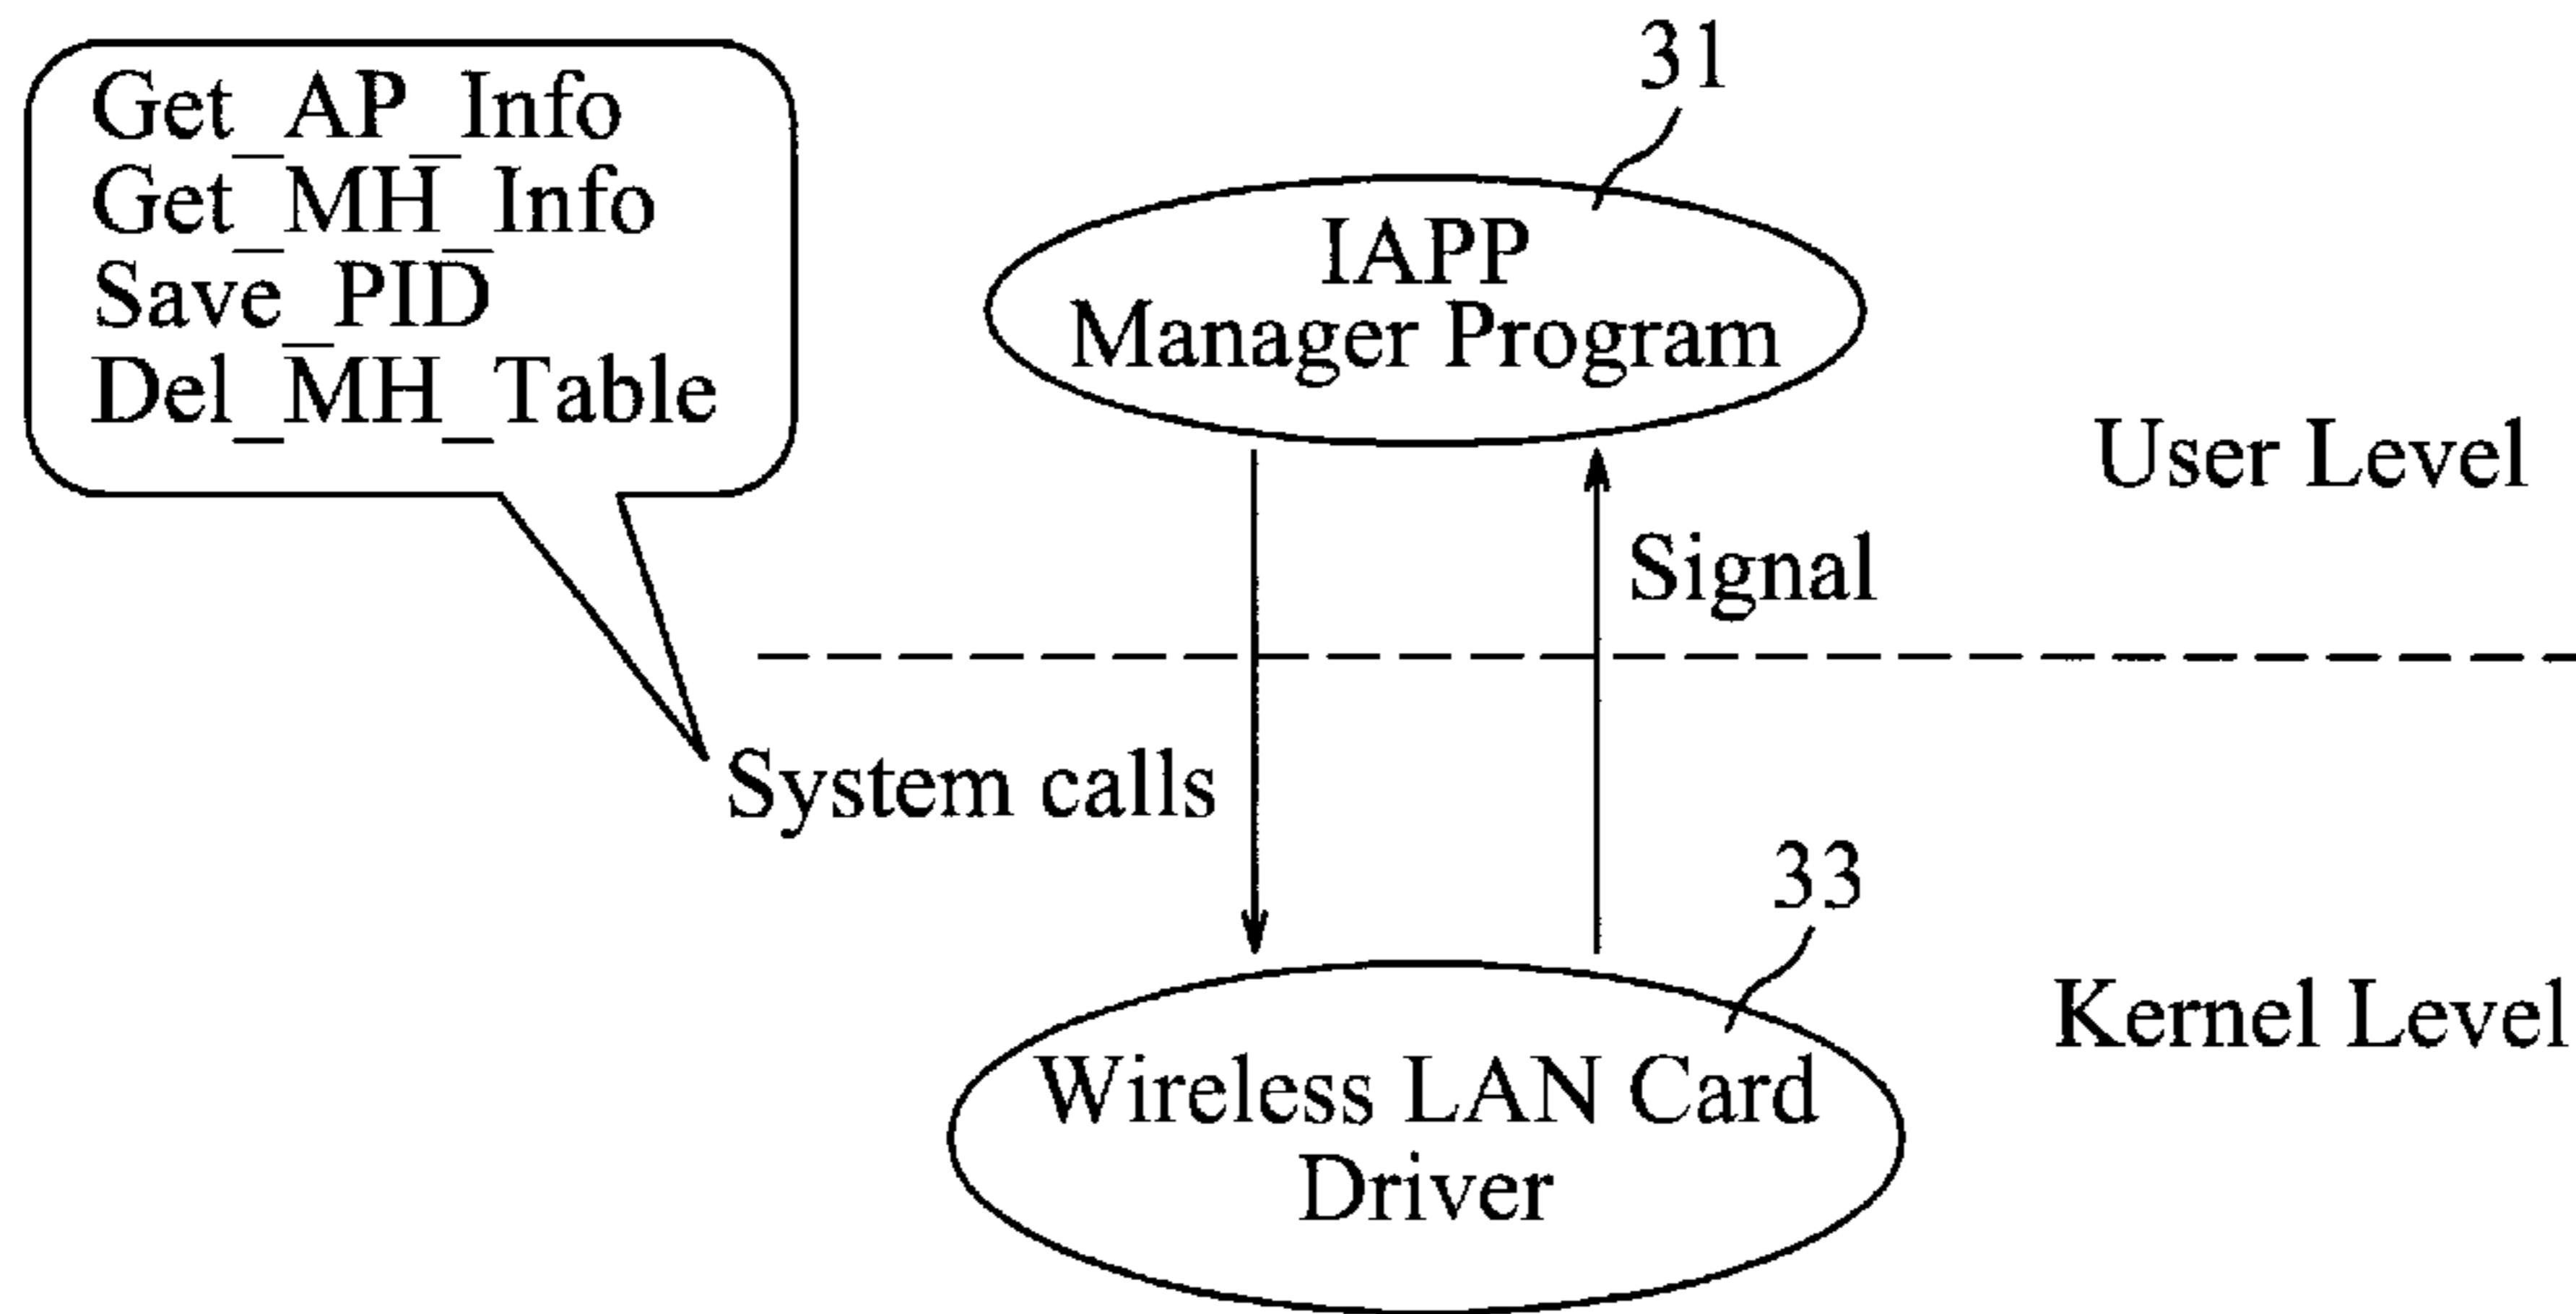 Get_AP_Info
Get_MH_Info
Save_PID
Del_MH_Table
31
IAPP
Manager Program
User Level
Signal
System calls
33
Kernel Level
Wireless LAN Card
Driver